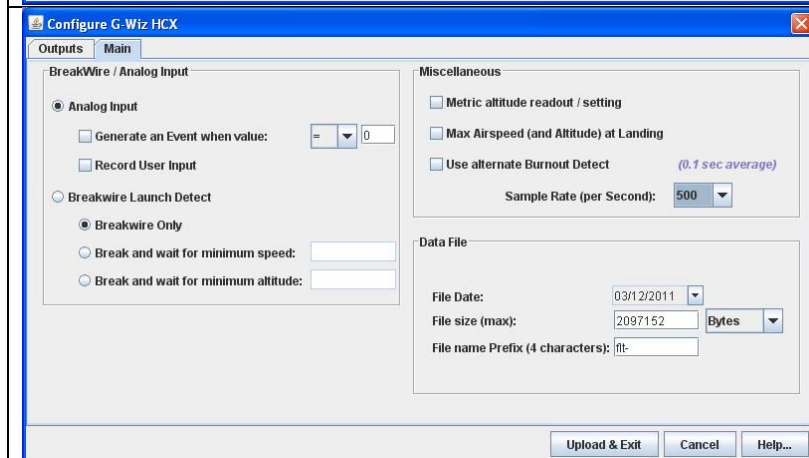 Configure G-Wiz HCX
Outputs Main
BreakWire / Analog Input
Analog Input
Generate an Event when value: = 0
Record User Input
Breakwire Launch Detect
Breakwire Only
Break and wait for minimum speed:
Break and wait for minimum altitude:
Miscellaneous
Metric altitude readout / setting
Max Airspeed (and Altitude) at Landing
Use alternate Burnout Detect (0.1 sec average)
Sample Rate (per Second): 500
Data File
File Date: 03/12/2011
File size (max): 2097152 Bytes
File name Prefix (4 characters): flt-
Upload & Exit Cancel Help...